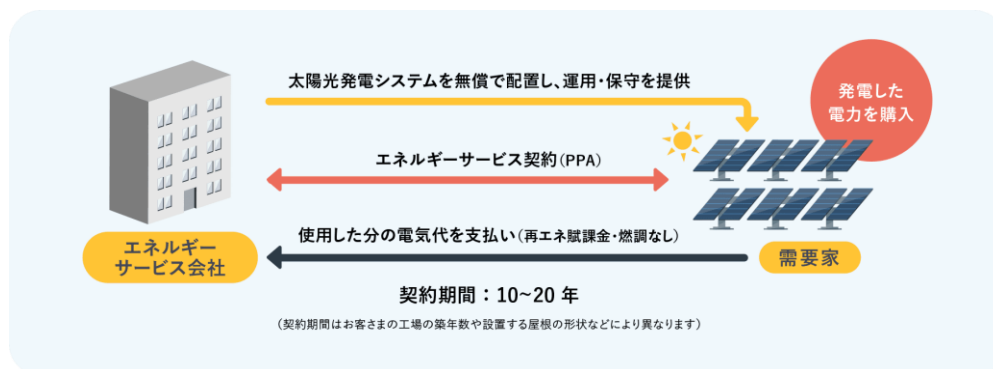 太陽光発電システムを無償で配置し、運用・保守を提供
発電した
電力を購入
エネルギーサービス契約（PPA）
使用した分の電気代を支払い（再エネ賦課金・燃調なし）
エネルギー
サービス会社
需要家
契約期間：10~20 年
（契約期間はお客さまの工場の築年数や設置する屋根の形状などにより異なります）